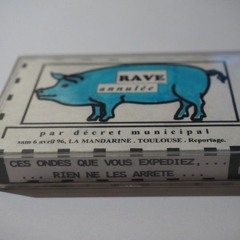 RAVE
annulée
par décret municipal
sam 6 avril 96, LA MANDARINE . TOULOUSE . Reportage.
CES ONDES QUE VOUS EXPEDIEZ,...
... RIEN NE LES ARRETE ...